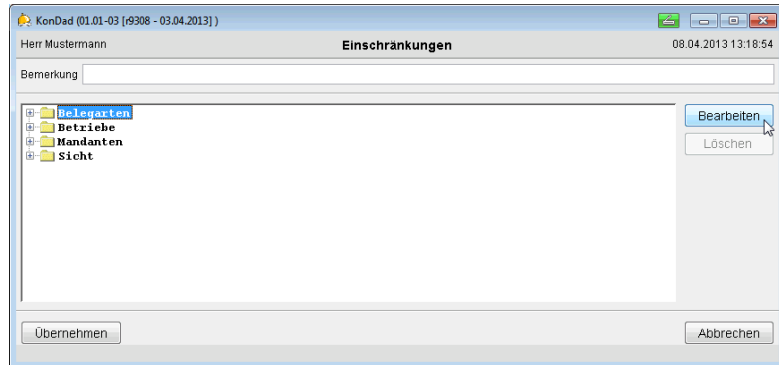 KonDad (01.01-03 [r9308 - 03.04.2013] )
Herr Mustermann Einschränkungen 08.04.2013 13:18:54
Bemerkung
Belegarten Bearbeiten
Betriebe
Mandanten Löschen
Sicht
Übernehmen Abbrechen